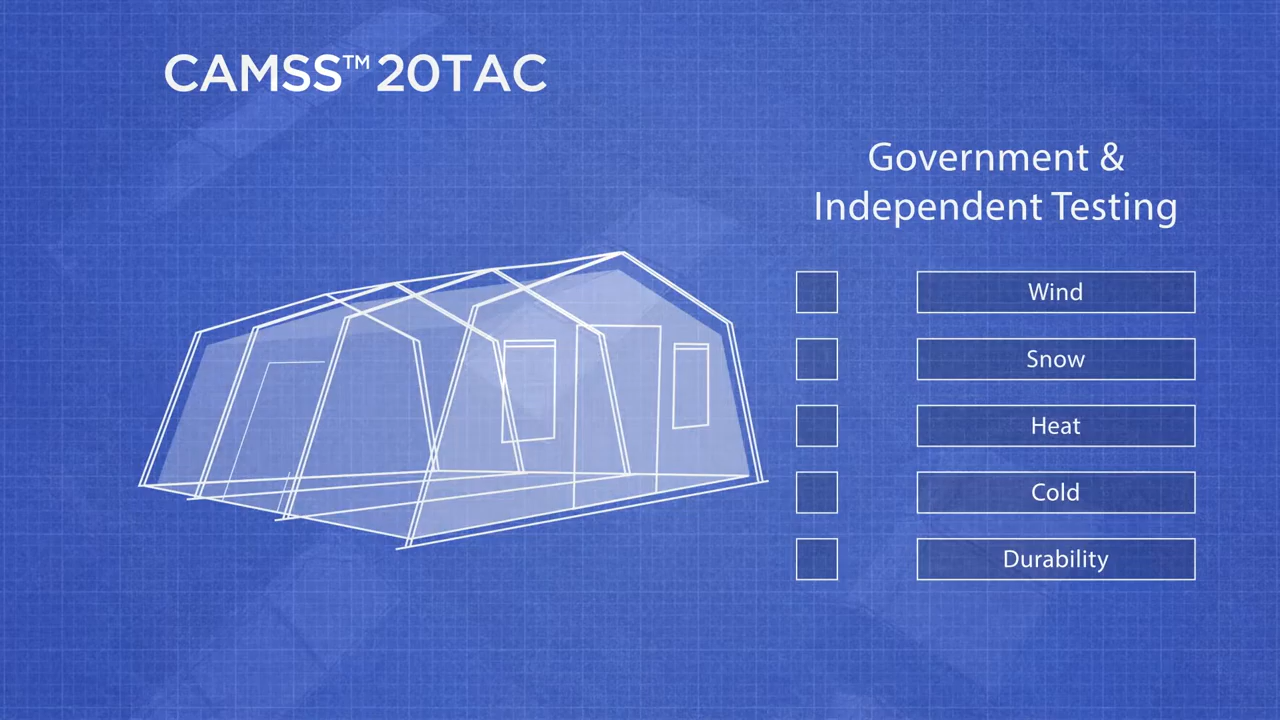 CAMSS™ 20TAC
Government &
Independent Testing
Wind
Snow
Heat
Cold
Durability